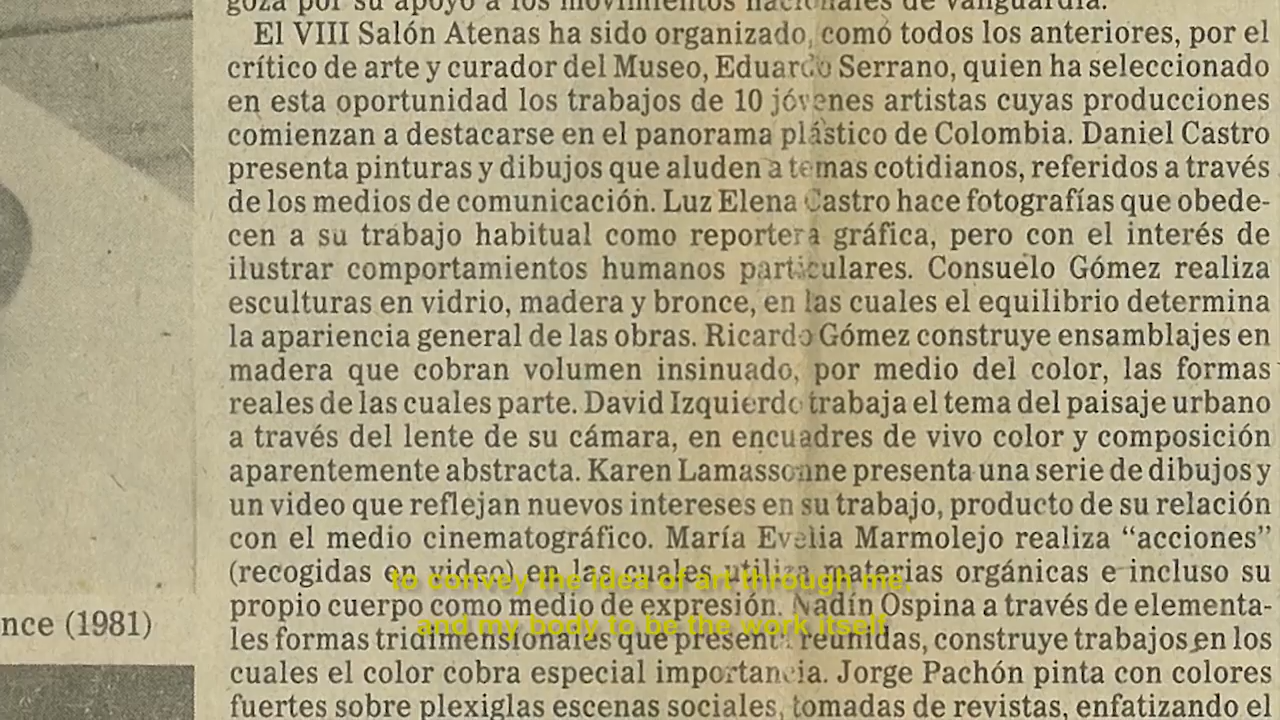 goza por su apoyo a los movimientos nacionales de vanguardia.
El VIII Salón Atenas ha sido organizado, como todos los anteriores, por el
crítico de arte y curador del Museo, Eduardo Serrano, quien ha seleccionado
en esta oportunidad los trabajos de 10 jóvenes artistas cuyas producciones
comienzan a destacarse en el panorama plástico de Colombia. Daniel Castro
presenta pinturas y dibujos que aluden a temas cotidianos, referidos a través
de los medios de comunicación. Luz Elena Castro hace fotografías que obede-
cen a su trabajo habitual como reportera gráfica, pero con el interés de
ilustrar comportamientos humanos particulares. Consuelo Gómez realiza
esculturas en vidrio, madera y bronce, en las cuales el equilibrio determina
la apariencia general de las obras. Ricardo Gómez construye ensamblajes en
madera que cobran volumen insinuado, por medio del color, las formas
reales de las cuales parte. David Izquierdo trabaja el tema del paisaje urbano
a través del lente de su cámara, en encuadres de vivo color y composición
aparentemente abstracta. Karen Lamassonne presenta una serie de dibujos y
un video que reflejan nuevos intereses en su trabajo, producto de su relación
con el medio cinematográfico. María Evelia Marmolejo realiza “acciones”
(recogidas en video) en las cuales utiliza materias orgánicas e incluso su
propio cuerpo como medio de expresión. Nadín Ospina a través de elementa-
les formas tridimensionales que presenta reunidas, construye trabajos en los
cuales el color cobra especial importancia. Jorge Pachón pinta con colores
fuertes sobre plexiglas escenas sociales, tomadas de revistas, enfatizando el
nce (1981)
to convey the idea of art through me.
and my body to be the work itself